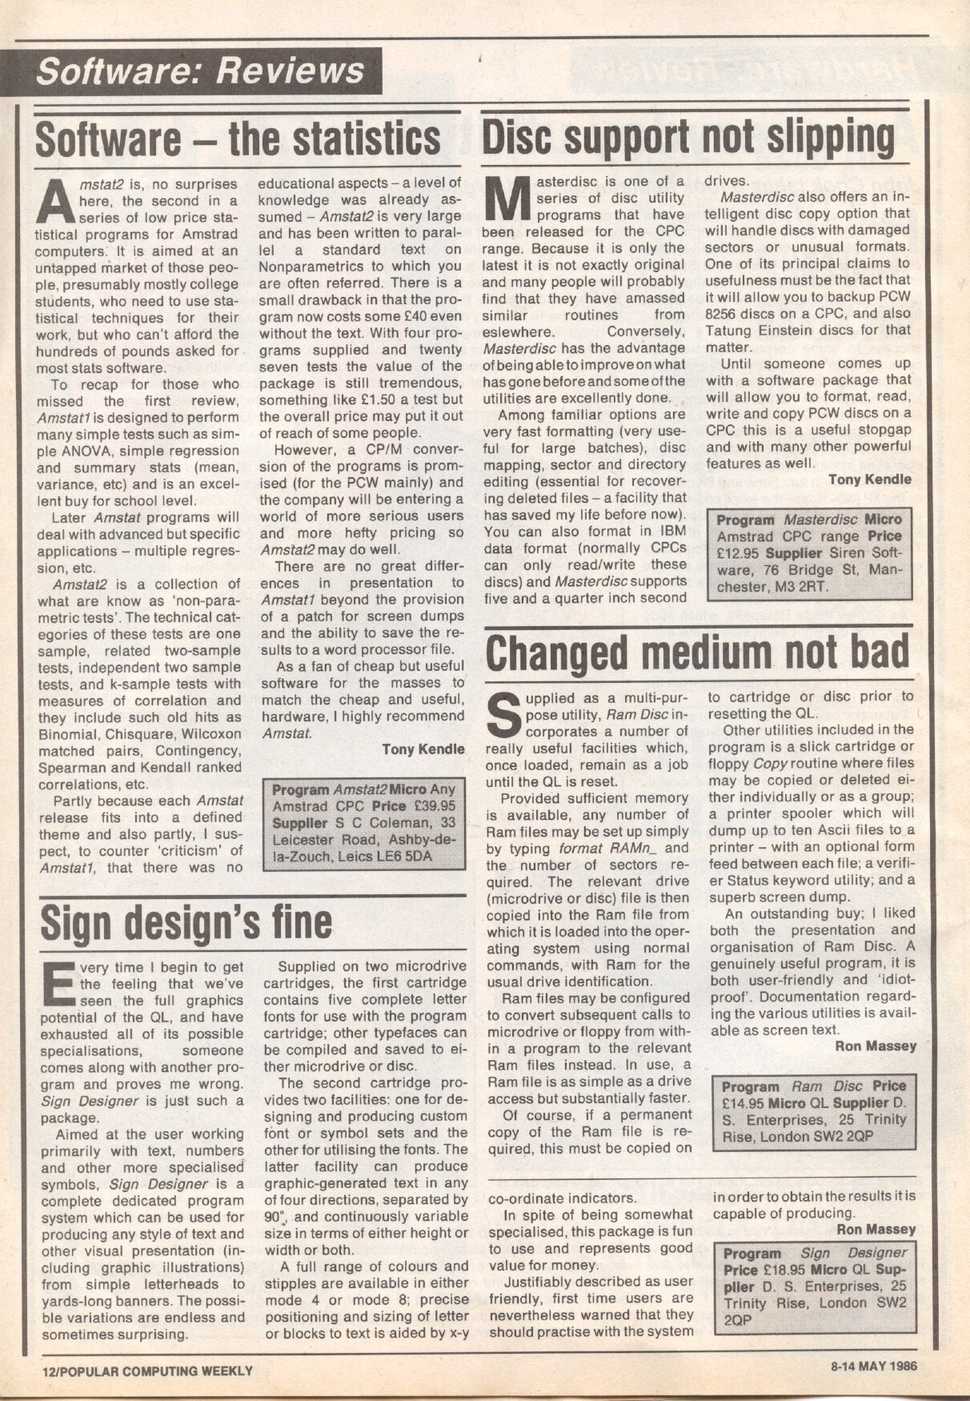 Software: Reviews
Software – the statistics
Amstat2 is, no surprises
here, the second in a
series of low price sta-
tistical programs for Amstrad
computers. It is aimed at an
untapped market of those peo-
ple, presumably mostly college
students, who need to use sta-
tistical techniques for their
work, but who can't afford the
hundreds of pounds asked for
most stats software.
To recap for those who
missed the first review,
Amstat1 is designed to perform
many simple tests such as sim-
ple ANOVA, simple regression
and summary stats (mean,
variance, etc) and is an excel-
lent buy for school level.
Later Amstat programs will
deal with advanced but specific
applications – multiple regres-
sion, etc.
Amstat2 is a collection of
what are know as 'non-para-
metric tests'. The technical cat-
egories of these tests are one
sample, related two-sample
tests, independent two sample
tests, and k-sample tests with
measures of correlation and
they include such old hits as
Binomial, Chisquare, Wilcoxon
matched pairs, Contingency,
Spearman and Kendall ranked
correlations, etc.
Partly because each Amstat
release fits into a defined
theme and also partly, I sus-
pect, to counter 'criticism' of
Amstat1, that there was no
educational aspects – a level of
knowledge was already as-
sumed – Amstat2 is very large
and has been written to paral-
lel a standard text on
Nonparametrics to which you
are often referred. There is a
small drawback in that the pro-
gram now costs some £40 even
without the text. With four pro-
grams supplied and twenty
seven tests the value of the
package is still tremendous,
something like £1.50 a test but
the overall price may put it out
of reach of some people.
However, a CP/M conver-
sion of the programs is prom-
ised (for the PCW mainly) and
the company will be entering a
world of more serious users
and more hefty pricing so
Amstat2 may do well.
There are no great differ-
ences in presentation to
Amstat1 beyond the provision
of a patch for screen dumps
and the ability to save the re-
sults to a word processor file.
As a fan of cheap but useful
software for the masses to
match the cheap and useful,
hardware, I highly recommend
Amstat.
Tony Kendle
Program Amstat2 Micro Any
Amstrad CPC Price £39.95
Supplier S C Coleman, 33
Leicester Road, Ashby-de-
la-Zouch, Leics LE6 5DA
Disc support not slipping
Masterdisc is one of a
series of disc utility
programs that have
been released for the CPC
range. Because it is only the
latest it is not exactly original
and many people will probably
find that they have amassed
similar routines from
eslewhere. Conversely,
Masterdisc has the advantage
of being able to improve on what
has gone before and some of the
utilities are excellently done.
Among familiar options are
very fast formatting (very use-
ful for large batches), disc
mapping, sector and directory
editing (essential for recover-
ing deleted files – a facility that
has saved my life before now).
You can also format in IBM
data format (normally CPCs
can only read/write these
discs) and Masterdisc supports
five and a quarter inch second
drives.
Masterdisc also offers an in-
telligent disc copy option that
will handle discs with damaged
sectors or unusual formats.
One of its principal claims to
usefulness must be the fact that
it will allow you to backup PCW
8256 discs on a CPC, and also
Tatung Einstein discs for that
matter.
Until someone comes up
with a software package that
will allow you to format, read,
write and copy PCW discs on a
CPC this is a useful stopgap
and with many other powerful
features as well.
Tony Kendle
Program Masterdisc Micro
Amstrad CPC range Price
£12.95 Supplier Siren Soft-
ware, 76 Bridge St, Man-
chester, M3 2RT.
Changed medium not bad
Supplied as a multi-pur-
pose utility, Ram Disc in-
corporates a number of
really useful facilities which,
once loaded, remain as a job
until the QL is reset.
Provided sufficient memory
is available, any number of
Ram files may be set up simply
by typing format RAMn_ and
the number of sectors re-
quired. The relevant drive
(microdrive or disc) file is then
copied into the Ram file from
which it is loaded into the oper-
ating system using normal
commands, with Ram for the
usual drive identification.
Ram files may be configured
to convert subsequent calls to
microdrive or floppy from with-
in a program to the relevant
Ram files instead. In use, a
Ram file is as simple as a drive
access but substantially faster.
Of course, if a permanent
copy of the Ram file is re-
quired, this must be copied on
to cartridge or disc prior to
resetting the QL.
Other utilities included in the
program is a slick cartridge or
floppy Copy routine where files
may be copied or deleted ei-
ther individually or as a group;
a printer spooler which will
dump up to ten Ascii files to a
printer – with an optional form
feed between each file; a verifi-
er Status keyword utility; and a
superb screen dump.
An outstanding buy; I liked
both the presentation and
organisation of Ram Disc. A
genuinely useful program, it is
both user-friendly and 'idiot-
proof'. Documentation regard-
ing the various utilities is avail-
able as screen text.
Ron Massey
Program Ram Disc Price
£14.95 Micro QL Supplier D.
S. Enterprises, 25 Trinity
Rise, London SW2 2QP
Sign design's fine
Every time I begin to get
the feeling that we've
seen the full graphics
potential of the QL, and have
exhausted all of its possible
specialisations, someone
comes along with another pro-
gram and proves me wrong.
Sign Designer is just such a
package.
Aimed at the user working
primarily with text, numbers
and other more specialised
symbols, Sign Designer is a
complete dedicated program
system which can be used for
producing any style of text and
other visual presentation (in-
cluding graphic illustrations)
from simple letterheads to
yards-long banners. The possi-
ble variations are endless and
sometimes surprising.
Supplied on two microdrive
cartridges, the first cartridge
contains five complete letter
fonts for use with the program
cartridge; other typefaces can
be compiled and saved to ei-
ther microdrive or disc.
The second cartridge pro-
vides two facilities: one for de-
signing and producing custom
font or symbol sets and the
other for utilising the fonts. The
latter facility can produce
graphic-generated text in any
of four directions, separated by
90°, and continuously variable
size in terms of either height or
width or both.
A full range of colours and
stipples are available in either
mode 4 or mode 8; precise
positioning and sizing of letter
or blocks to text is aided by x-y
co-ordinate indicators.
In spite of being somewhat
specialised, this package is fun
to use and represents good
value for money.
Justifiably described as user
friendly, first time users are
nevertheless warned that they
should practise with the system
in order to obtain the results it is
capable of producing.
Ron Massey
Program Sign Designer
Price £18.95 Micro QL Sup-
plier D. S. Enterprises, 25
Trinity Rise, London SW2
2QP
12/POPULAR COMPUTING WEEKLY
8-14 MAY 1986